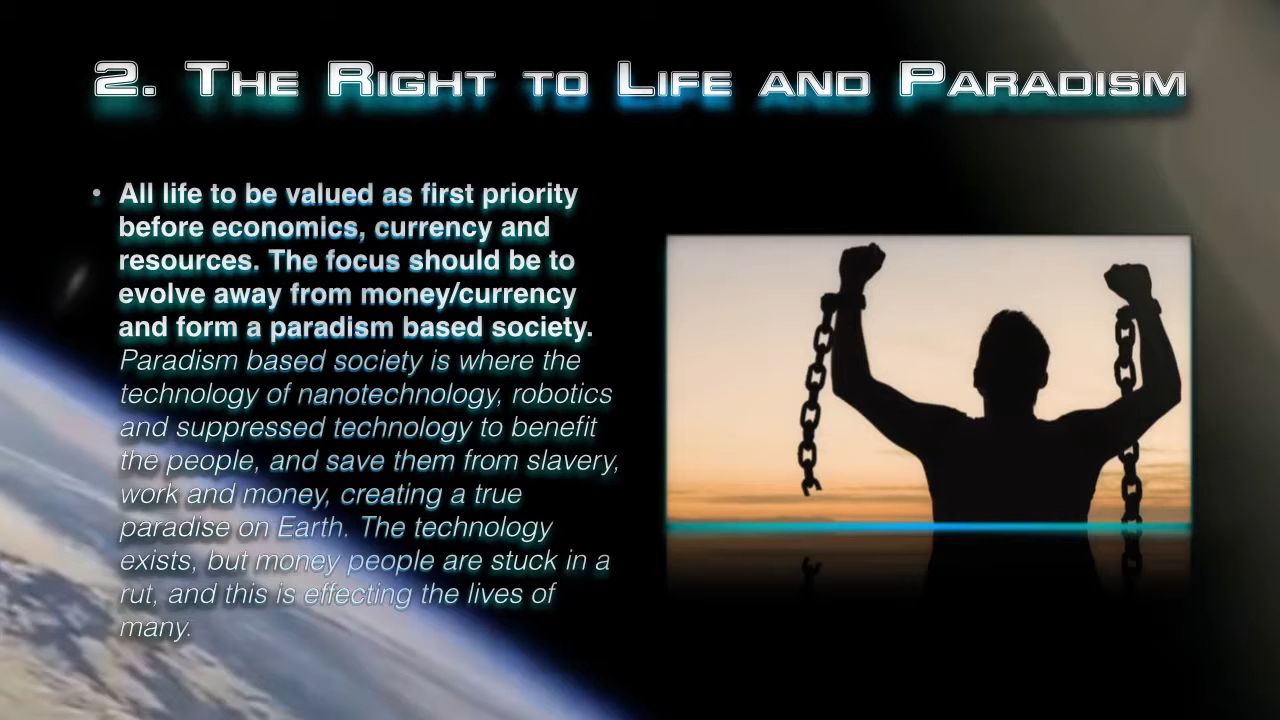 2. The Right to Life and Paradism
• All life to be valued as first priority
before economics, currency and
resources. The focus should be to
evolve away from money/currency
and form a paradism based society.
Paradism based society is where the
technology of nanotechnology, robotics
and suppressed technology to benefit
the people, and save them from slavery,
work and money, creating a true
paradise on Earth. The technology
exists, but money people are stuck in a
rut, and this is effecting the lives of
many.